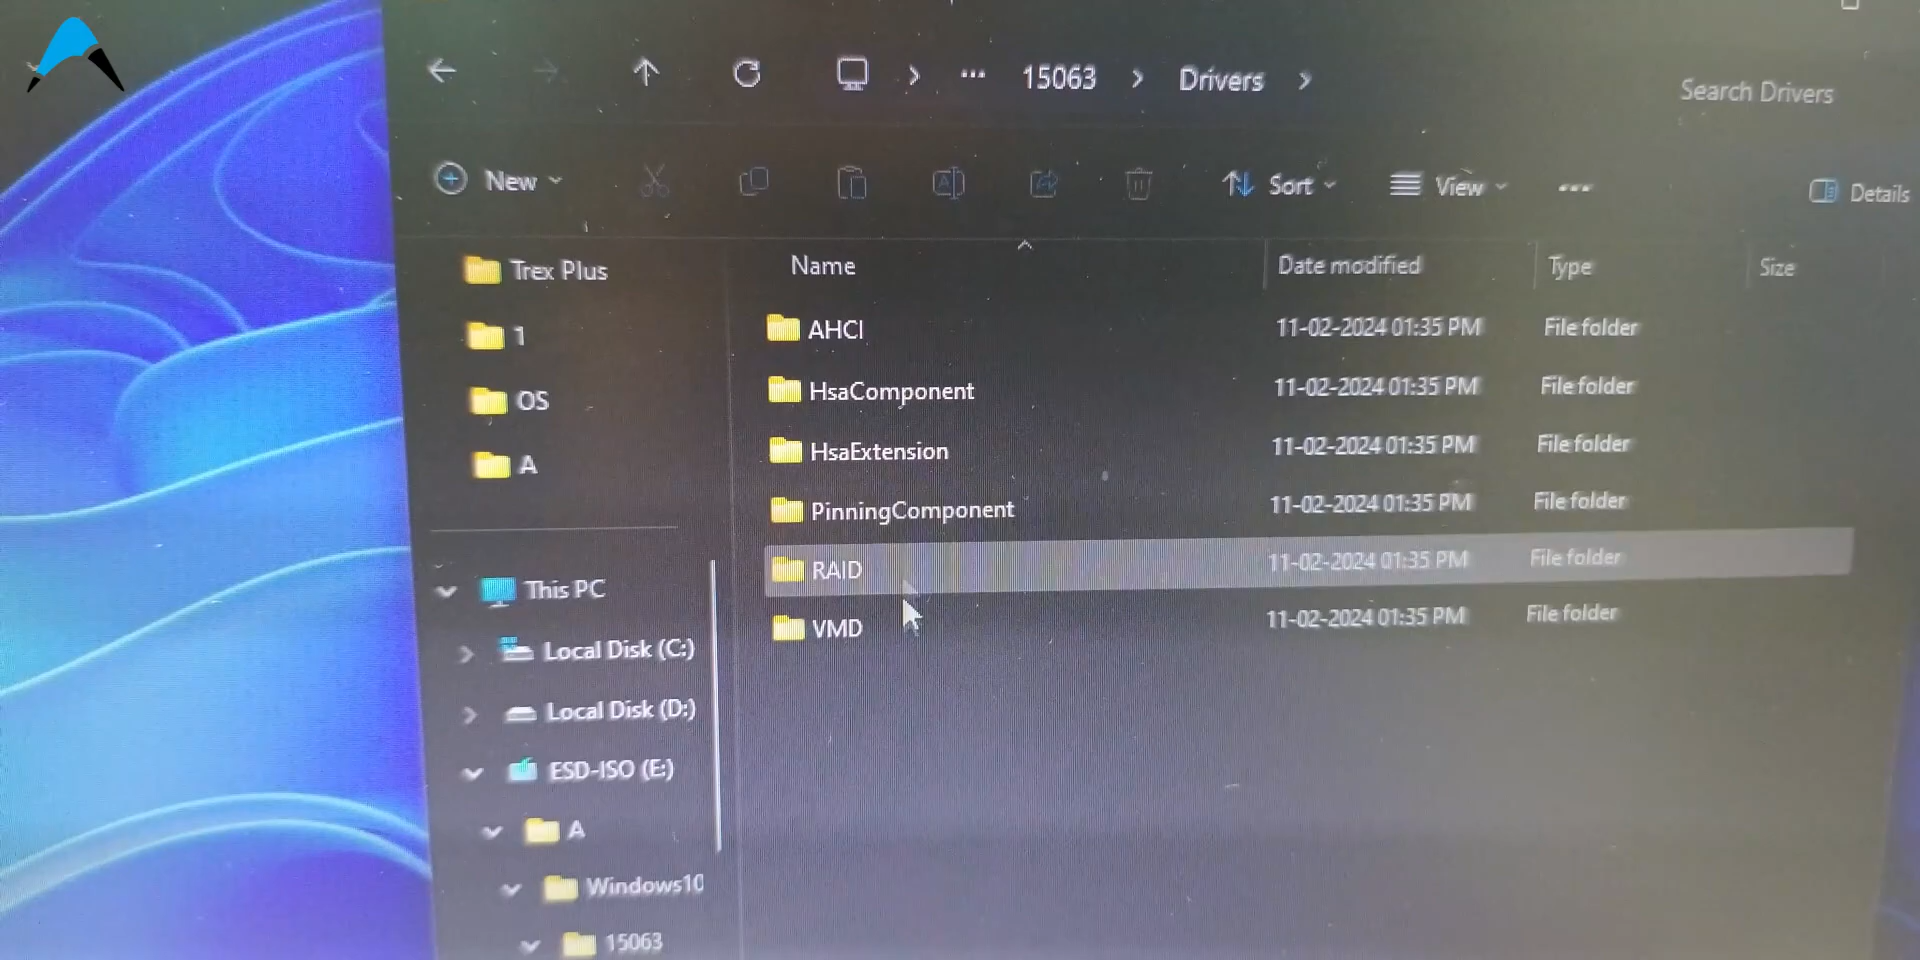 15063 > Drivers >
Search Drivers
New
Sort
View
Details
Name
Date modified
Type
Size
Trex Plus
1
OS
A
This PC
Local Disk (C:)
Local Disk (D:)
ESD-ISO (E:)
A
Windows10
15063
AHCI 11-02-2024 01:35 PM File folder
HsaComponent 11-02-2024 01:35 PM File folder
HsaExtension 11-02-2024 01:35 PM File folder
PinningComponent 11-02-2024 01:35 PM File folder
RAID 11-02-2024 01:35 PM File folder
VMD 11-02-2024 01:35 PM File folder